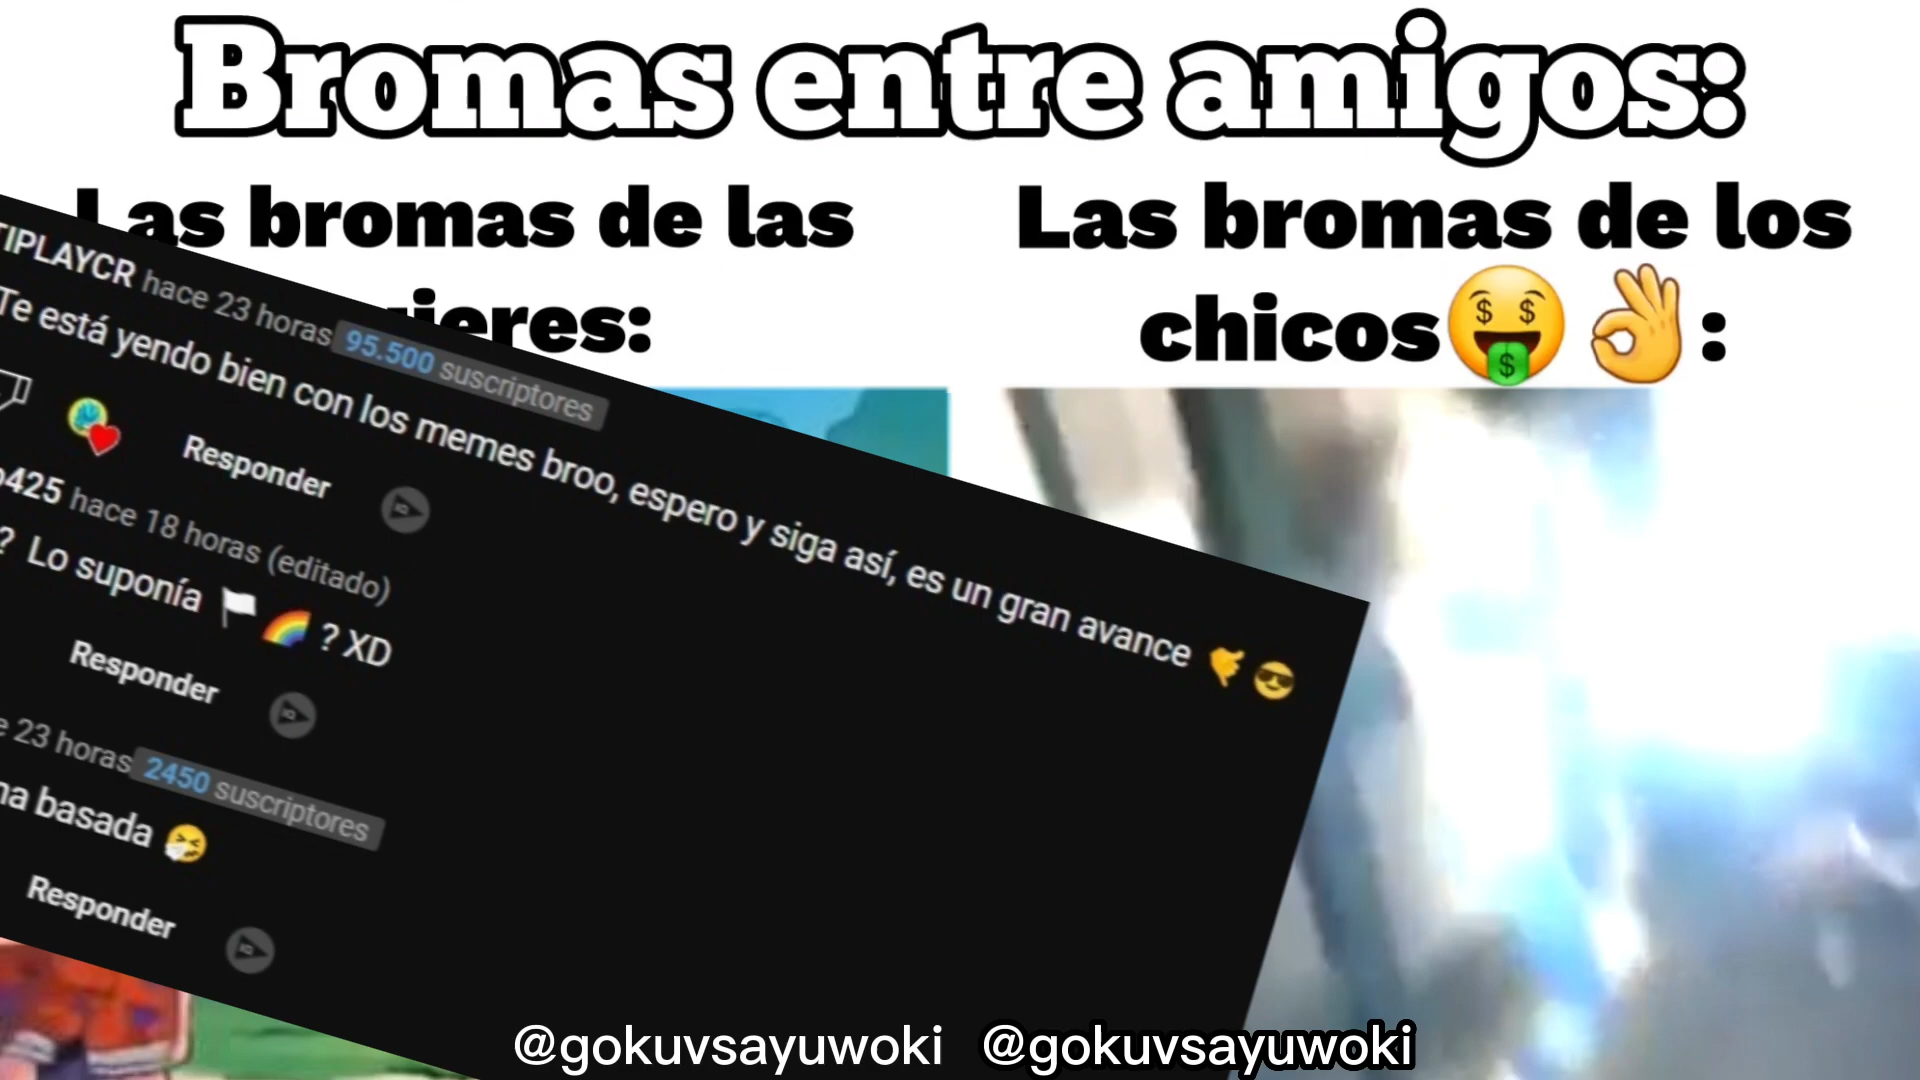 Bromas entre amigos:
Las bromas de las
Las bromas de los
chicos🤑👌:
hace 23 horas 95.500 suscriptores
Te está yendo bien con los memes broo, espero y siga así, es un gran avance 🤙😎
Responder
hace 18 horas (editado)
? Lo suponía 🏳🌈 ? XD
Responder
23 horas 2450 suscriptores
basada 🤧
Responder
@gokuvsayuwoki @gokuvsayuwoki